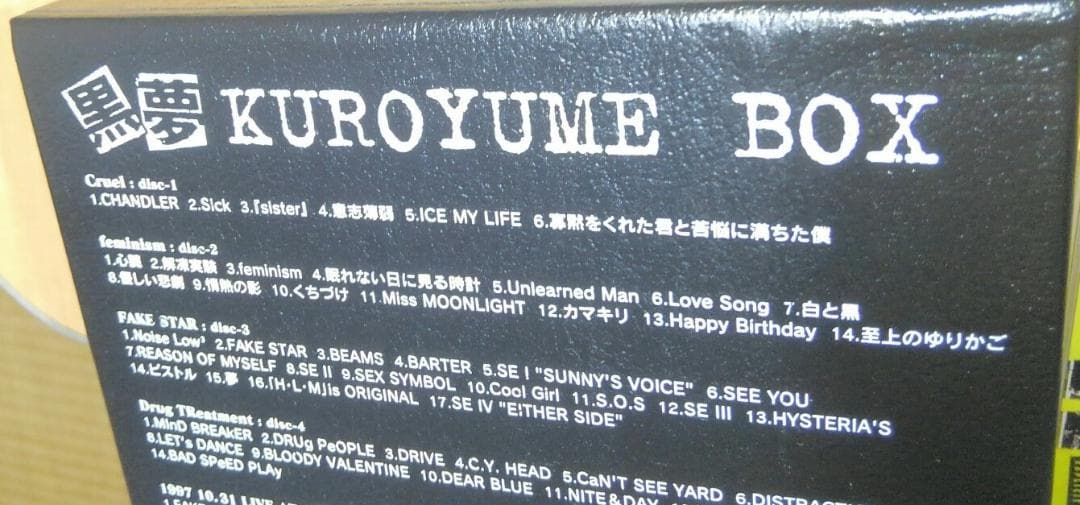 黒夢 KUROYUME BOX
Cruel : disc-1
1.CHANDLER 2.Sick 3.「sister」 4.意志薄弱 5.ICE MY LIFE 6.寡黙をくれた君と苦悩に満ちた僕
feminism : disc-2
1.心臓 2.解凍実験 3.feminism 4.眠れない日に見る時計 5.Unlearned Man 6.Love Song 7.白と黒
8.優しい悲劇 9.情熱の影 10.くちづけ 11.Miss MOONLIGHT 12.カマキリ 13.Happy Birthday 14.至上のゆりかご
FAKE STAR : disc-3
1.Noise Low³ 2.FAKE STAR 3.BEAMS 4.BARTER 5.SE I "SUNNY'S VOICE" 6.SEE YOU
7.REASON OF MYSELF 8.SE II 9.SEX SYMBOL 10.Cool Girl 11.S.O.S 12.SE III 13.HYSTERIA'S
14.ピストル 15.夢 16.「H・L・M」is ORIGINAL 17.SE IV "EITHER SIDE"
Drug TReatment : disc-4
1.MinD BREAKER 2.DRUg PeOPLE 3.DRIVE 4.C.Y. HEAD 5.CaN'T SEE YARD 6.DISTRACT
8.LET's DANCE 9.BLOODY VALENTINE 10.DEAR BLUE 11.NITE&DAY
14.BAD SPeED PLAy
1997 10.31 LIVE